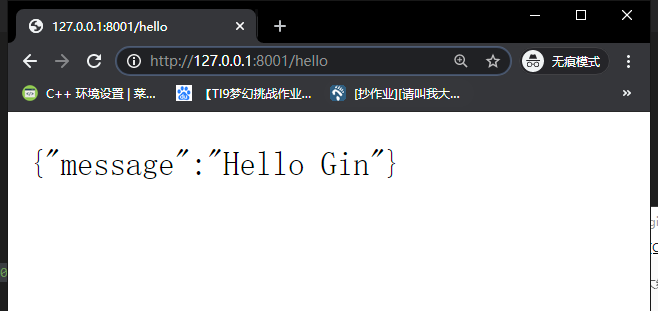 127.0.0.1:8001/hello
http://127.0.0.1:8001/hello
无痕模式
C++ 环境设置 | 菜...
【TI9梦幻挑战作业...
[抄作业][请叫我大...
{"message":"Hello Gin"}